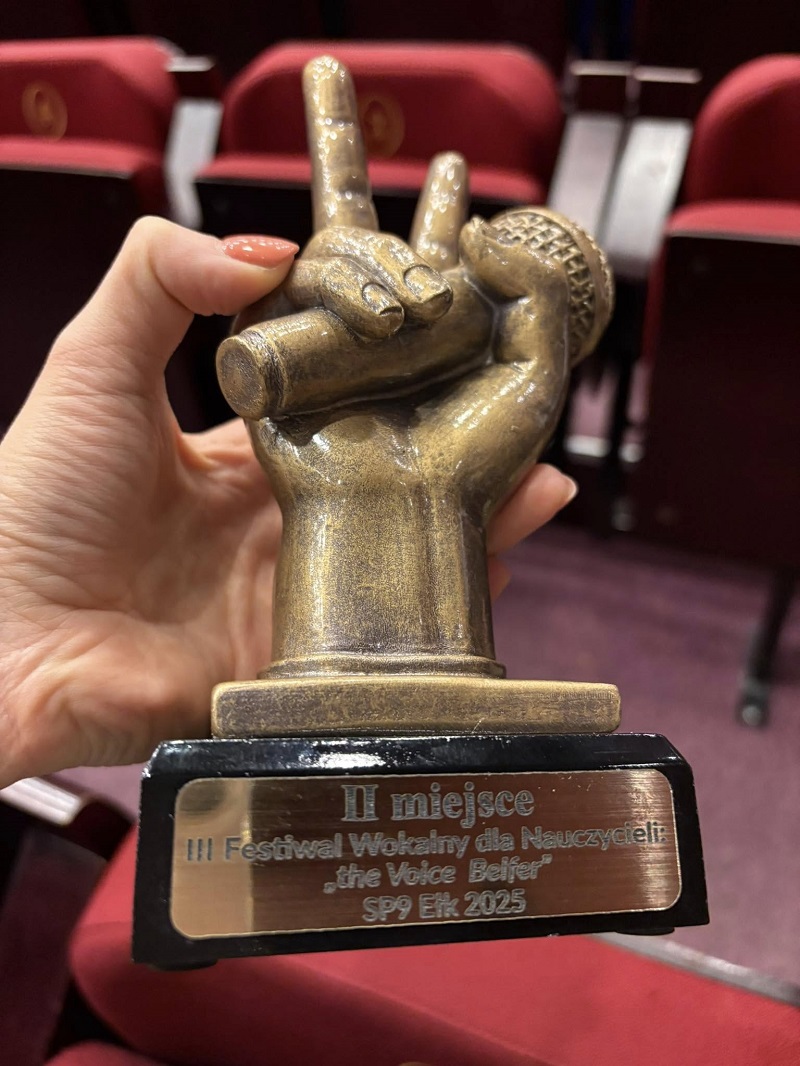 II miejsce
III Festiwal Wokalny dla Nauczycieli:
„the Voice Belfer”
SP9 Ełk 2025